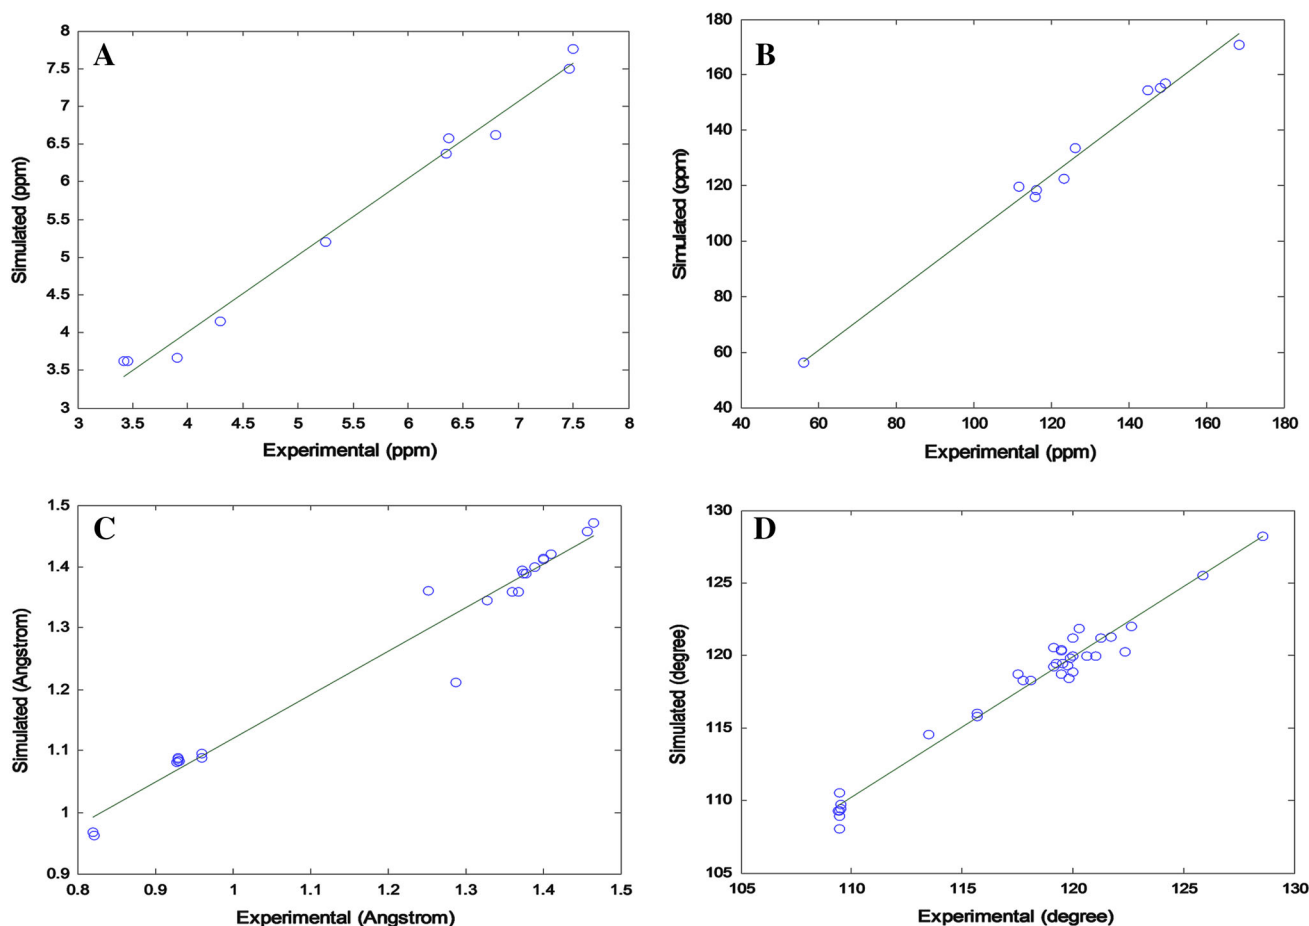 A
8
7.5
7
6.5
6
5.5
5
4.5
4
3.5
3
Simulated (ppm)
3 3.5 4 4.5 5 5.5 6 6.5 7 7.5 8
Experimental (ppm)
B
180
160
140
120
100
80
60
40
Simulated (ppm)
40 60 80 100 120 140 160 180
Experimental (ppm)
C
1.5
1.4
1.3
1.2
1.1
1
0.9
Simulated (Angstrom)
0.8 0.9 1 1.1 1.2 1.3 1.4 1.5
Experimental (Angstrom)
D
130
125
120
115
110
105
Simulated (degree)
105 110 115 120 125 130
Experimental (degree)